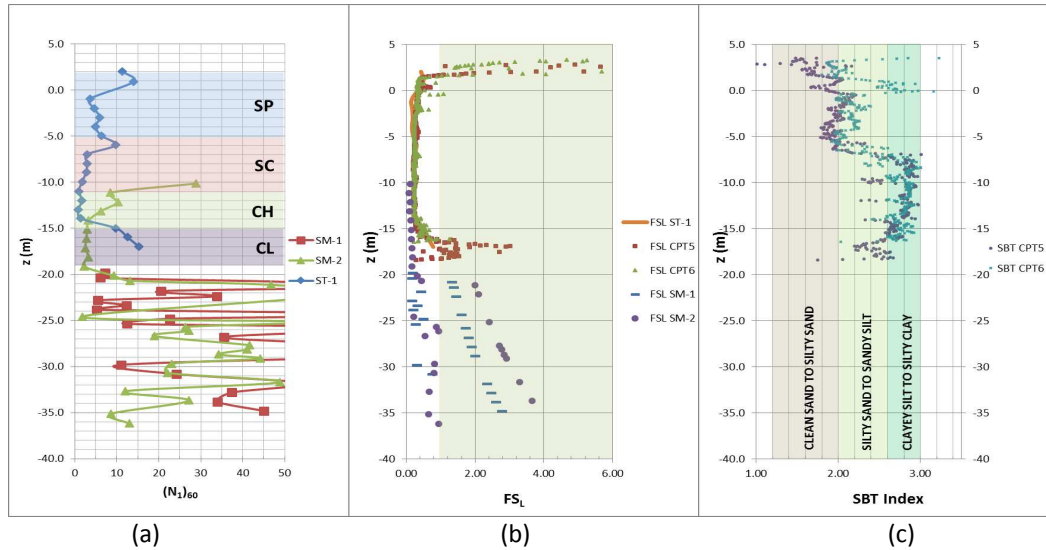 5.0
0.0
-5.0
-10.0
-15.0
-20.0
-25.0
-30.0
-35.0
-40.0
z (m)
0 10 20 30 40 50
(N1)60
SP
SC
CH
CL
SM-1
SM-2
ST-1
(a)
5
0
-5
-10
-15
-20
-25
-30
-35
-40
z (m)
0.00 1.00 2.00 3.00 4.00 5.00 6.00
FSL
FSL ST-1
FSL CPT5
FSL CPT6
FSL SM-1
FSL SM-2
(b)
5.0
0.0
-5.0
-10.0
-15.0
-20.0
-25.0
-30.0
-35.0
-40.0
z (m)
1.00 2.00 3.00
SBT Index
CLEAN SAND TO SILTY SAND
SILTY SAND TO SANDY SILT
CLAYEY SILT TO SILTY CLAY
5
0
-5
-10
-15
-20
-25
-30
-35
-40
SBT CPT5
SBT CPT6
(c)